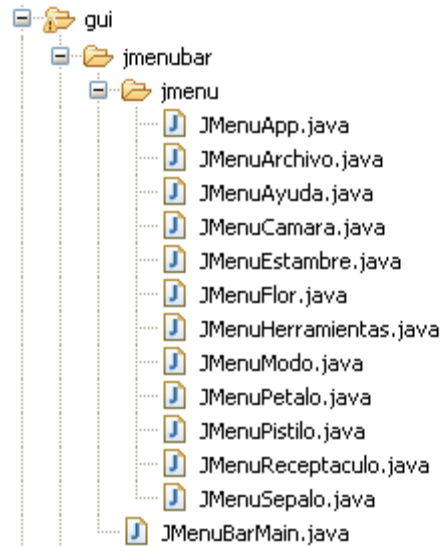 gui
jmenubar
jmenu
JMenuApp.java
JMenuArchivo.java
JMenuAyuda.java
JMenuCamara.java
JMenuEstambre.java
JMenuFlor.java
JMenuHerramientas.java
JMenuModo.java
JMenuPetalo.java
JMenuPistilo.java
JMenuReceptaculo.java
JMenuSepalo.java
JMenuBarMain.java